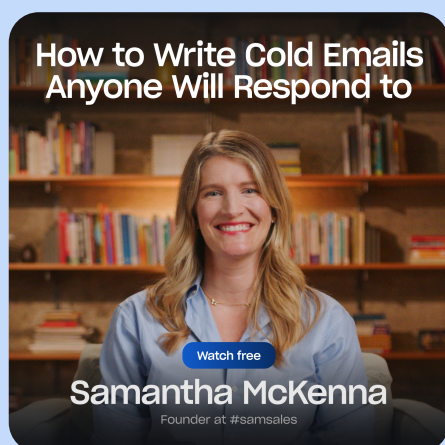 How to Write Cold Emails
Anyone Will Respond to
Watch free
Samantha McKenna
Founder at #samsales